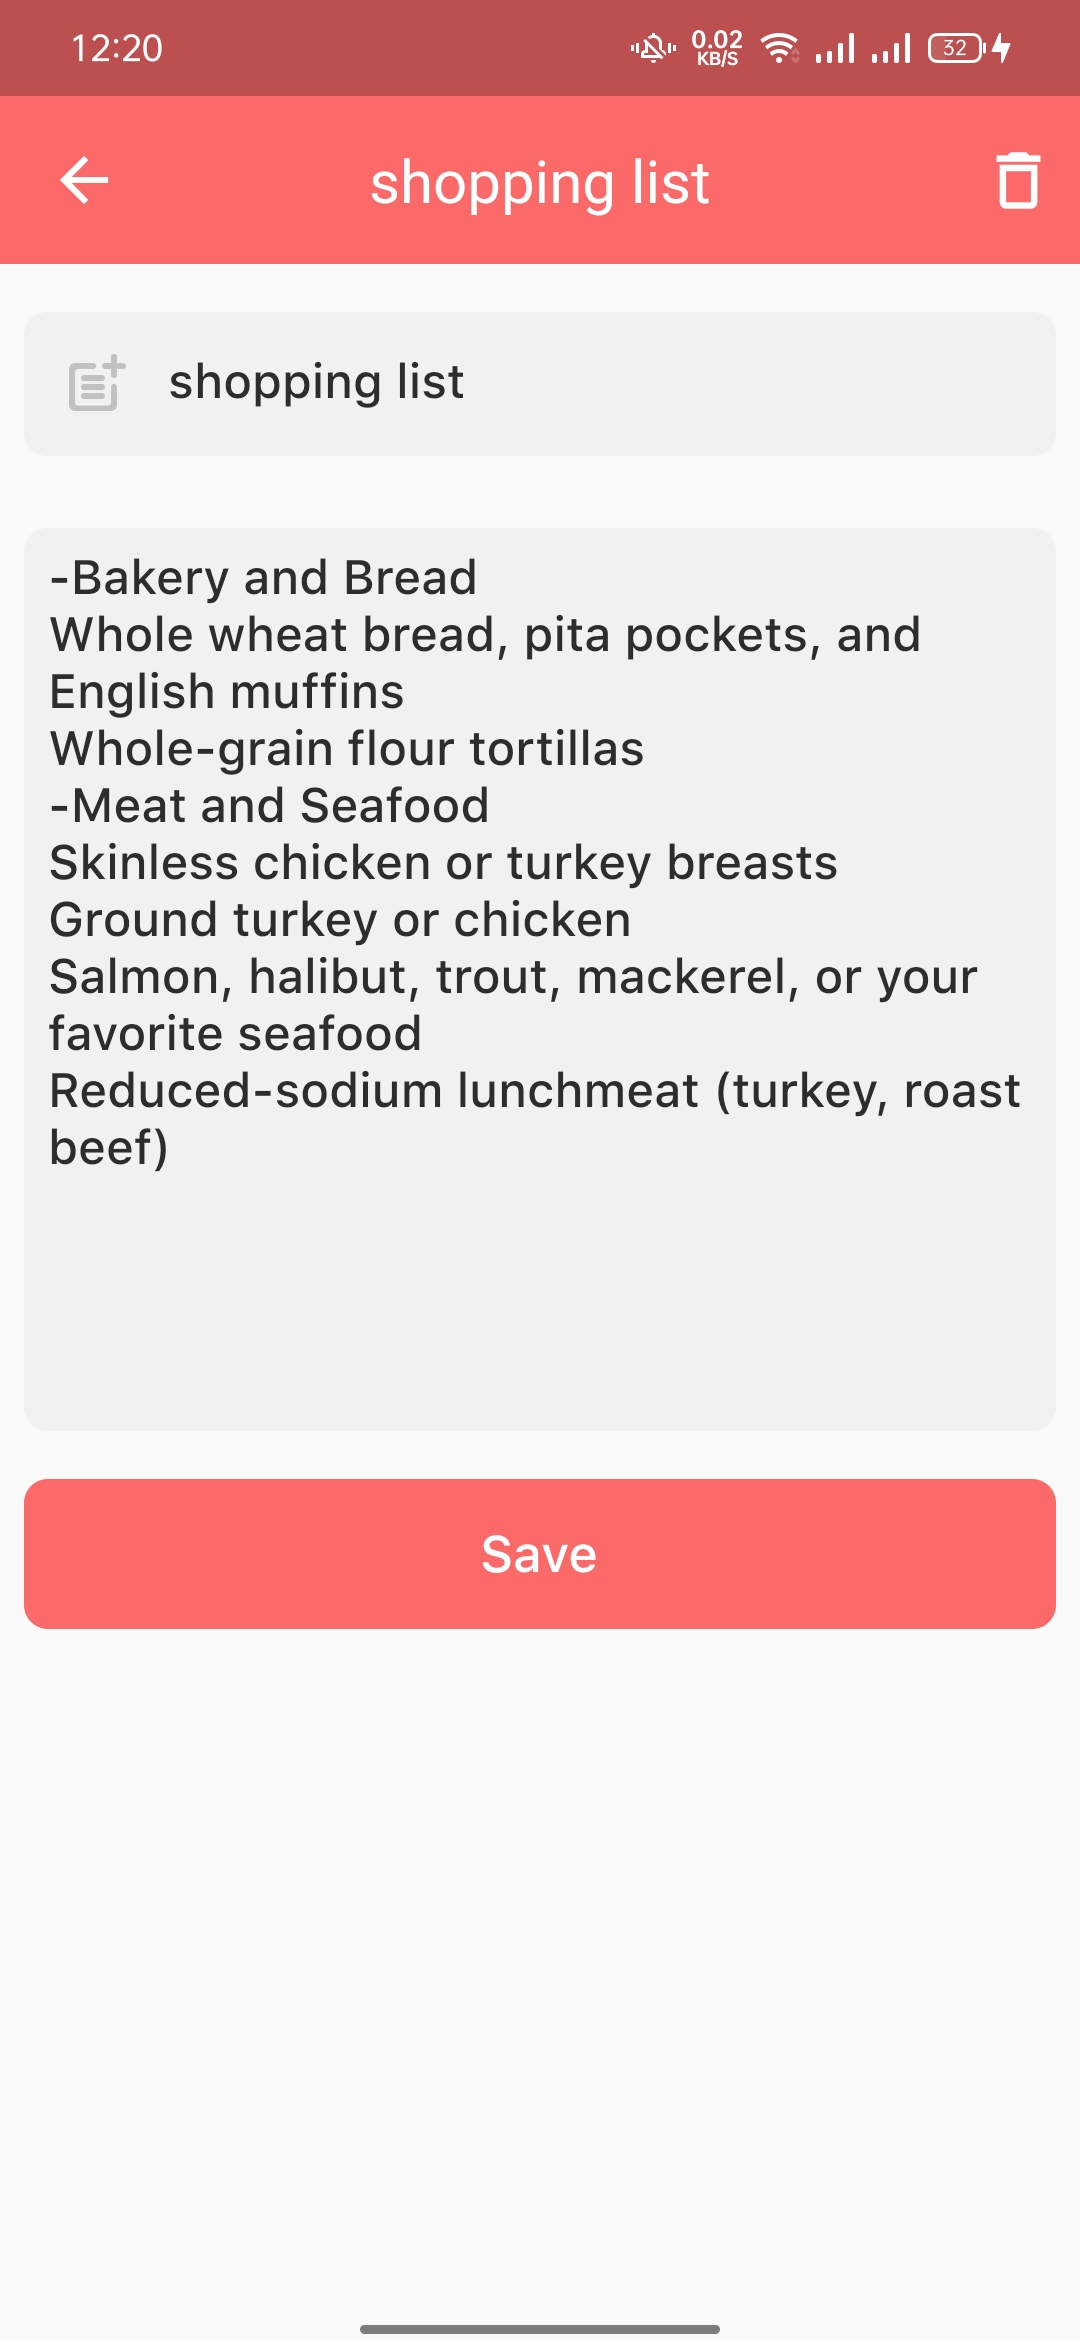 12:20
0.02
KB/S
32
shopping list
shopping list
-Bakery and Bread
Whole wheat bread, pita pockets, and
English muffins
Whole-grain flour tortillas
-Meat and Seafood
Skinless chicken or turkey breasts
Ground turkey or chicken
Salmon, halibut, trout, mackerel, or your
favorite seafood
Reduced-sodium lunchmeat (turkey, roast
beef)
Save